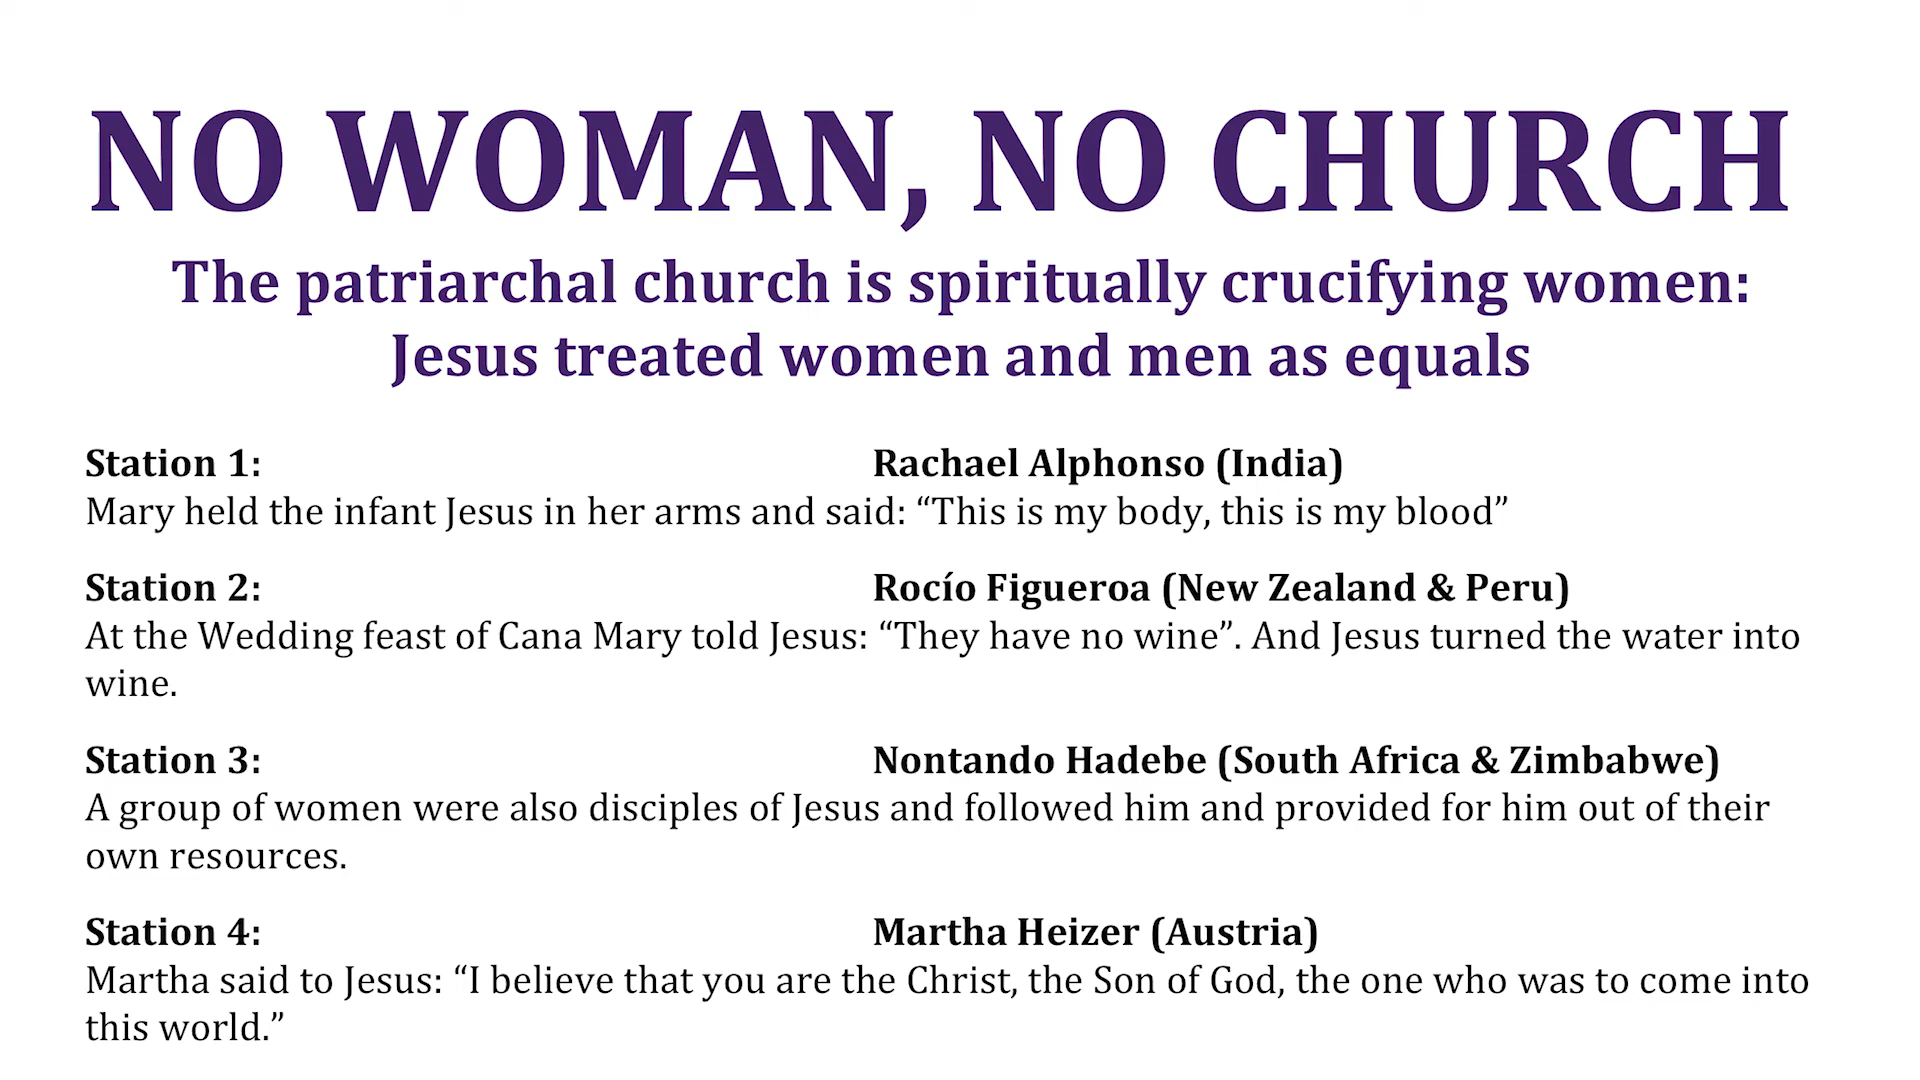 NO WOMAN, NO CHURCH
The patriarchal church is spiritually crucifying women:
Jesus treated women and men as equals
Station 1: Rachael Alphonso (India)
Mary held the infant Jesus in her arms and said: “This is my body, this is my blood”
Station 2: Rocío Figueroa (New Zealand & Peru)
At the Wedding feast of Cana Mary told Jesus: “They have no wine”. And Jesus turned the water into
wine.
Station 3: Nontando Hadebe (South Africa & Zimbabwe)
A group of women were also disciples of Jesus and followed him and provided for him out of their
own resources.
Station 4: Martha Heizer (Austria)
Martha said to Jesus: “I believe that you are the Christ, the Son of God, the one who was to come into
this world.”